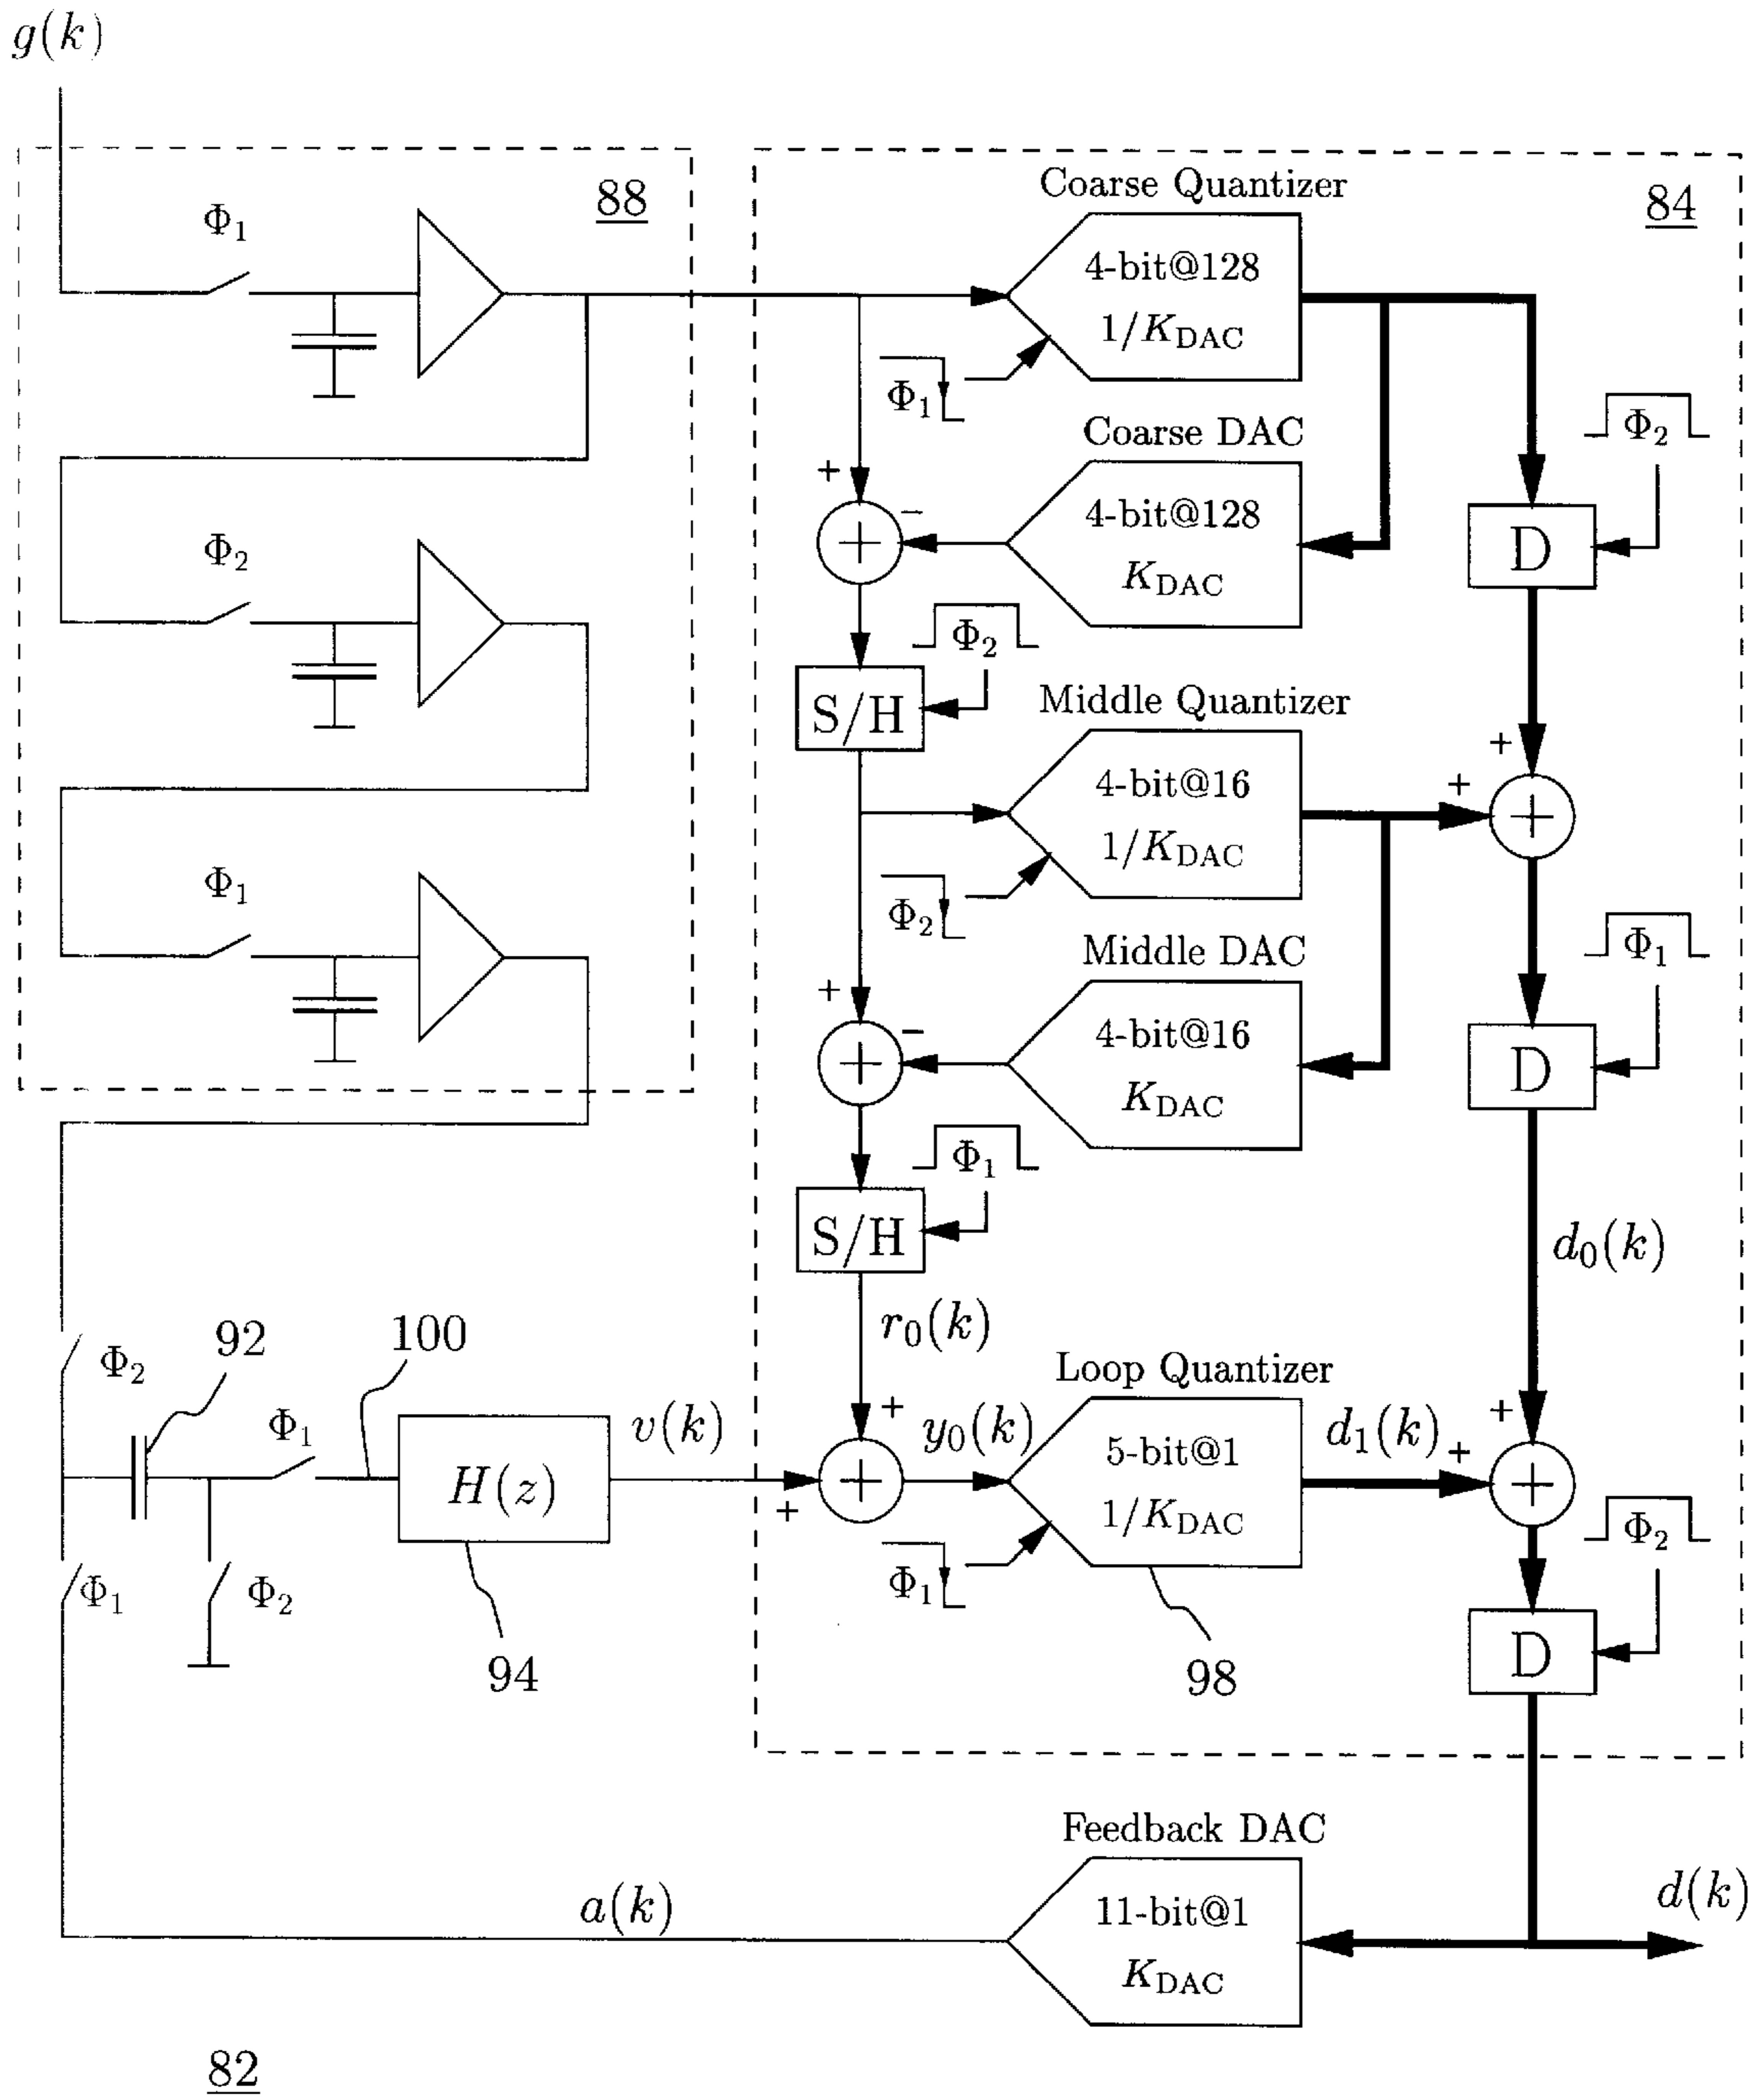 g(k)
88
Φ1
Φ2
Φ1
84
Coarse Quantizer
4-bit@128
1/KDAC
Φ1
Coarse DAC
4-bit@128
KDAC
+
−
+
Φ2
D
Φ2
S/H
Middle Quantizer
4-bit@16
1/KDAC
Φ2
+
+
+
Middle DAC
4-bit@16
KDAC
+
−
+
Φ1
D
Φ1
S/H
r0(k)
d0(k)
Φ2
92
100
Φ1
Φ1
Φ2
H(z)
94
v(k)
+
+
+
y0(k)
Loop Quantizer
5-bit@1
1/KDAC
Φ1
98
d1(k)
+
+
+
Φ2
D
Feedback DAC
11-bit@1
KDAC
a(k)
d(k)
82